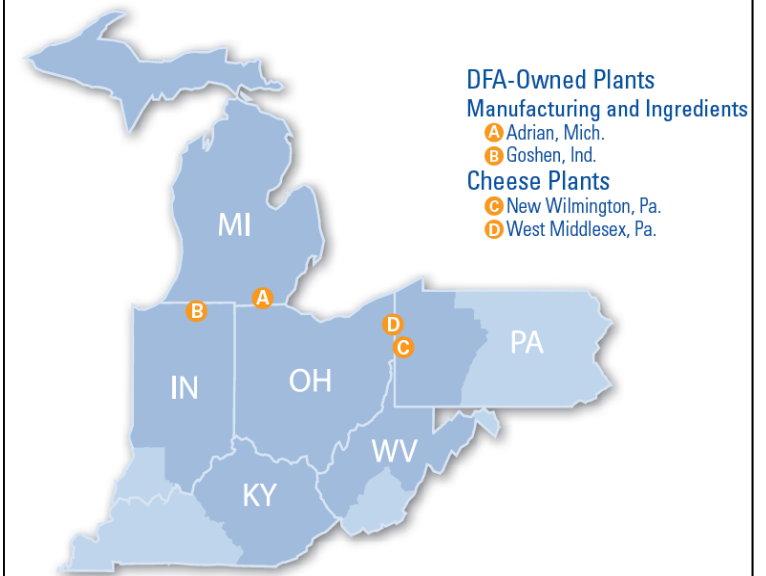 DFA-Owned Plants
Manufacturing and Ingredients
A Adrian, Mich.
B Goshen, Ind.
Cheese Plants
C New Wilmington, Pa.
D West Middlesex, Pa.
MI
B
A
D
C
PA
IN
OH
WV
KY